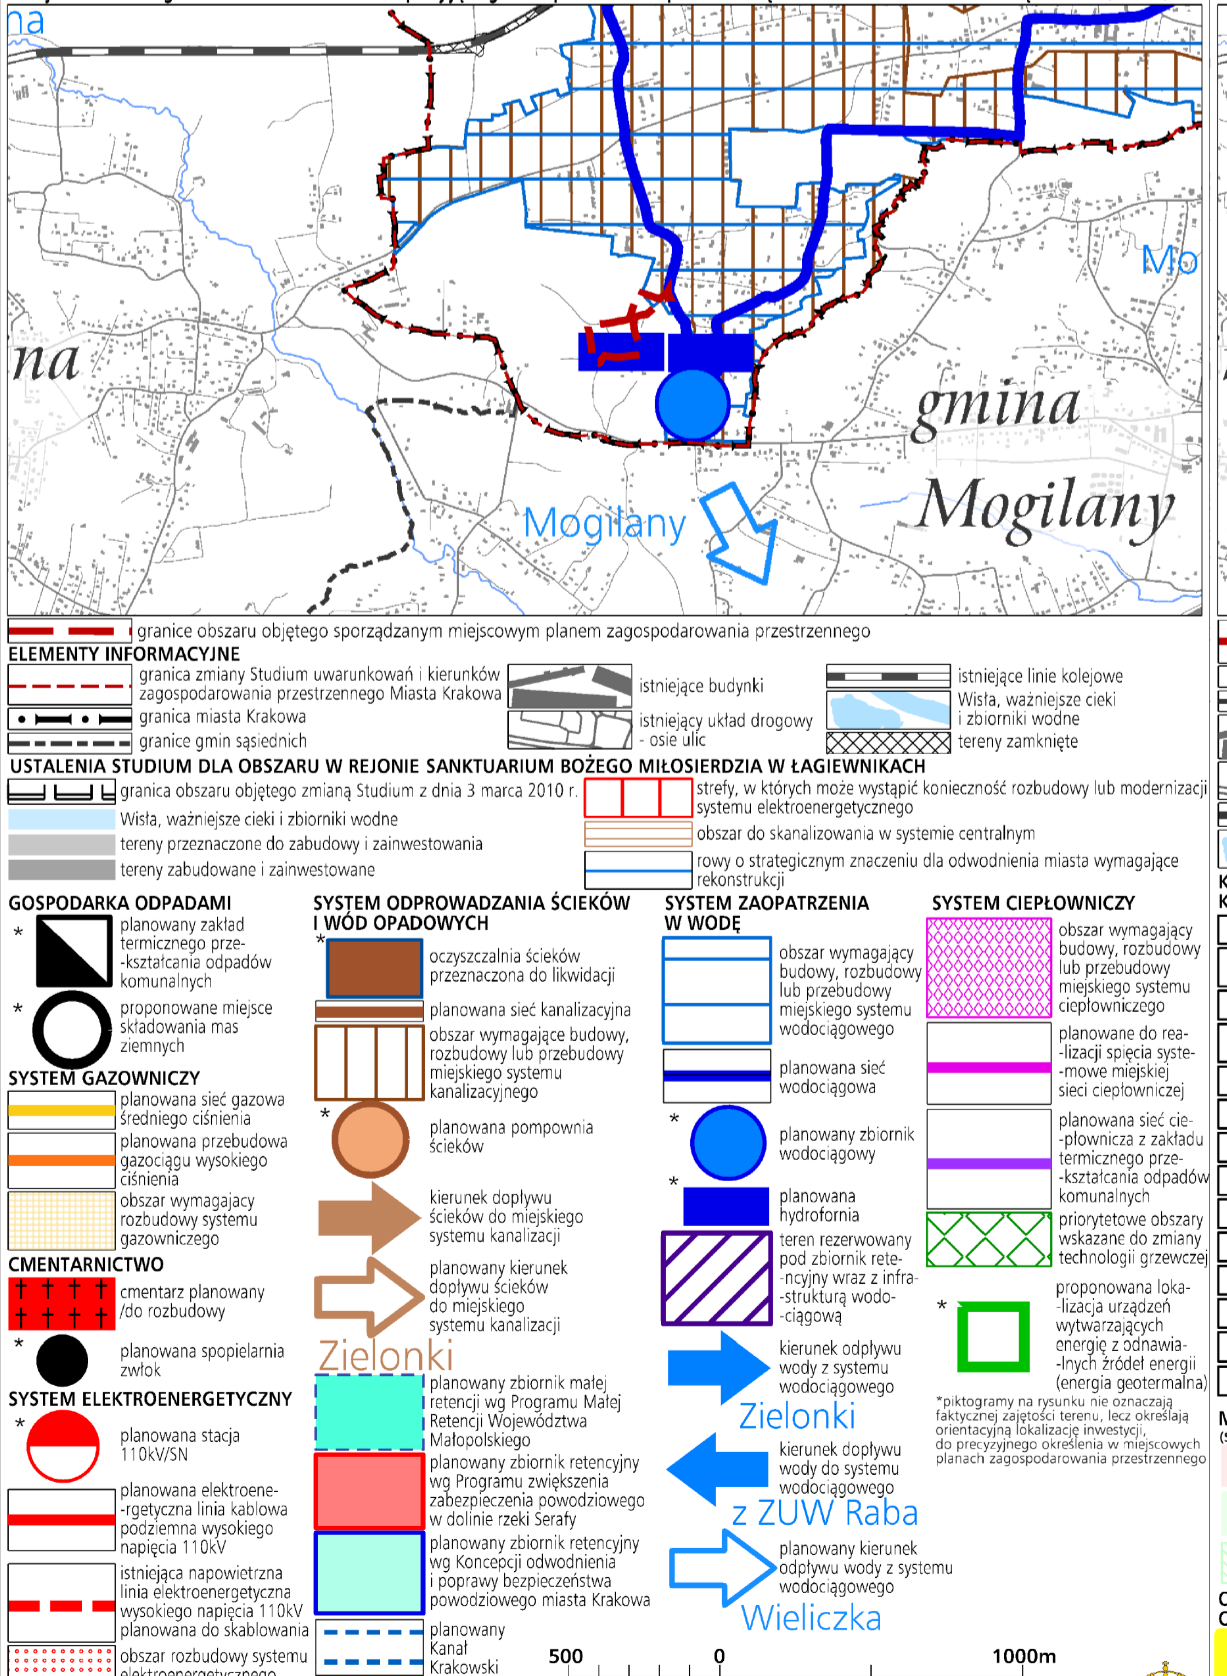 na
Mo
na
gmina
Mogilany
Mogilany
granice obszaru objętego sporządzanym miejscowym planem zagospodarowania przestrzennego
ELEMENTY INFORMACYJNE
granica zmiany Studium uwarunkowań i kierunków
zagospodarowania przestrzennego Miasta Krakowa
granica miasta Krakowa
granice gmin sąsiednich
istniejące budynki
istniejący układ drogowy
- osie ulic
istniejące linie kolejowe
Wisła, ważniejsze cieki
i zbiorniki wodne
tereny zamknięte
USTALENIA STUDIUM DLA OBSZARU W REJONIE SANKTUARIUM BOŻEGO MIŁOSIERDZIA W ŁAGIEWNIKACH
granica obszaru objętego zmianą Studium z dnia 3 marca 2010 r.
Wisła, ważniejsze cieki i zbiorniki wodne
tereny przeznaczone do zabudowy i zainwestowania
tereny zabudowane i zainwestowane
strefy, w których może wystąpić konieczność rozbudowy lub modernizacji
systemu elektroenergetycznego
obszar do skanalizowania w systemie centralnym
rowy o strategicznym znaczeniu dla odwodnienia miasta wymagające
rekonstrukcji
GOSPODARKA ODPADAMI
*
planowany zakład
termicznego prze-
-kształcania odpadów
komunalnych
*
proponowane miejsce
składowania mas
ziemnych
SYSTEM GAZOWNICZY
planowana sieć gazowa
średniego ciśnienia
planowana przebudowa
gazociągu wysokiego
ciśnienia
obszar wymagajacy
rozbudowy systemu
gazowniczego
CMENTARNICTWO
cmentarz planowany
/do rozbudowy
*
planowana spopielarnia
zwłok
SYSTEM ELEKTROENERGETYCZNY
*
planowana stacja
110kV/SN
planowana elektroene-
-rgetyczna linia kablowa
podziemna wysokiego
napięcia 110kV
istniejąca napowietrzna
linia elektroenergetyczna
wysokiego napięcia 110kV
planowana do skablowania
obszar rozbudowy systemu
elektroenergetycznego
SYSTEM ODPROWADZANIA ŚCIEKÓW
I WÓD OPADOWYCH
*
oczyszczalnia ścieków
przeznaczona do likwidacji
planowana sieć kanalizacyjna
obszar wymagające budowy,
rozbudowy lub przebudowy
miejskiego systemu
kanalizacyjnego
*
planowana pompownia
ścieków
kierunek dopływu
ścieków do miejskiego
systemu kanalizacji
planowany kierunek
dopływu ścieków
do miejskiego
systemu kanalizacji
Zielonki
planowany zbiornik małej
retencji wg Programu Małej
Retencji Województwa
Małopolskiego
planowany zbiornik retencyjny
wg Programu zwiększenia
zabezpieczenia powodziowego
w dolinie rzeki Serafy
planowany zbiornik retencyjny
wg Koncepcji odwodnienia
i poprawy bezpieczeństwa
powodziowego miasta Krakowa
planowany
Kanał
Krakowski
SYSTEM ZAOPATRZENIA
W WODĘ
obszar wymagający
budowy, rozbudowy
lub przebudowy
miejskiego systemu
wodociągowego
planowana sieć
wodociągowa
*
planowany zbiornik
wodociągowy
*
planowana
hydrofornia
teren rezerwowany
pod zbiornik rete-
-ncyjny wraz z infra-
-strukturą wodo-
-ciągową
kierunek odpływu
wody z systemu
wodociągowego
Zielonki
kierunek dopływu
wody do systemu
wodociągowego
z ZUW Raba
planowany kierunek
odpływu wody z systemu
wodociągowego
Wieliczka
SYSTEM CIEPŁOWNICZY
obszar wymagający
budowy, rozbudowy
lub przebudowy
miejskiego systemu
ciepłowniczego
planowane do rea-
-lizacji spięcia syste-
-mowe miejskiej
sieci ciepłowniczej
planowana sieć cie-
-płownicza z zakładu
termicznego prze-
-kształcania odpadów
komunalnych
priorytetowe obszary
wskazane do zmiany
technologii grzewczej
*
proponowana loka-
-lizacja urządzeń
wytwarzających
energię z odnawia-
-lnych źródeł energii
(energia geotermalna)
*piktogramy na rysunku nie oznaczają
faktycznej zajętości terenu, lecz określają
orientacyjną lokalizację inwestycji,
do precyzyjnego określenia w miejscowych
planach zagospodarowania przestrzennego
500 0 1000m